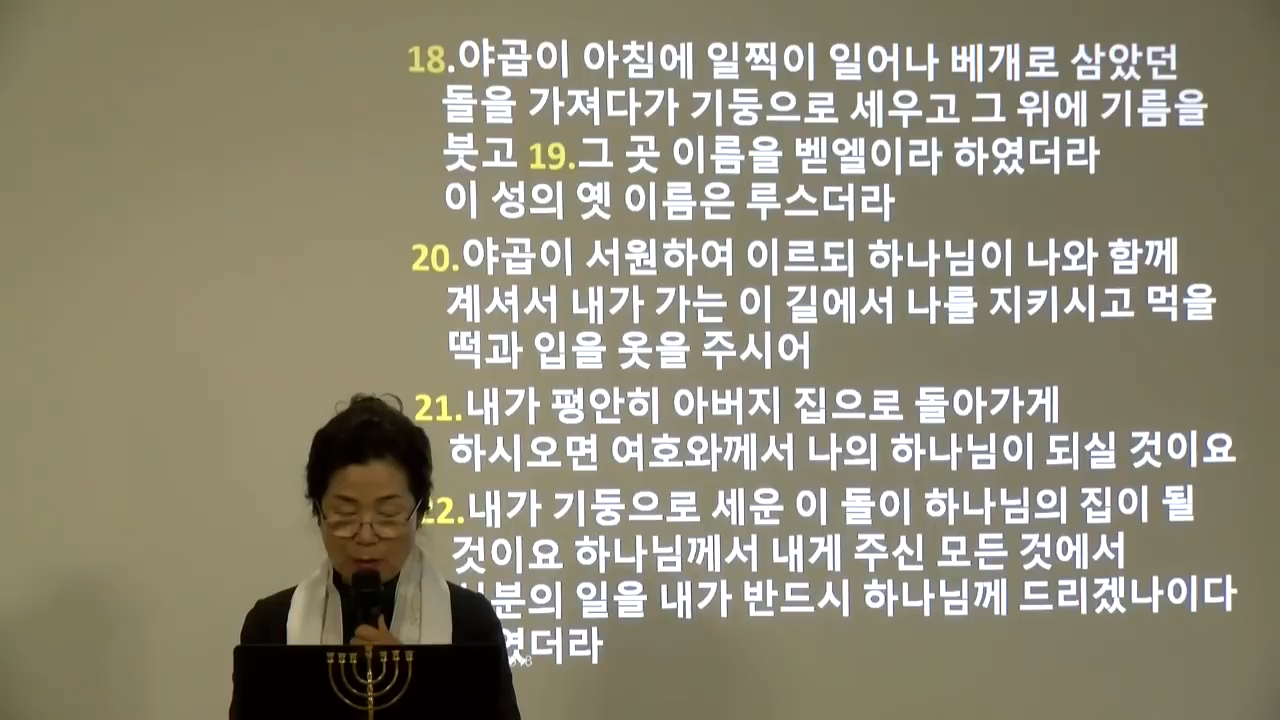 18.야곱이 아침에 일찍이 일어나 베개로 삼았던
돌을 가져다가 기둥으로 세우고 그 위에 기름을
붓고 19.그 곳 이름을 벧엘이라 하였더라
이 성의 옛 이름은 루스더라
20.야곱이 서원하여 이르되 하나님이 나와 함께
계셔서 내가 가는 이 길에서 나를 지키시고 먹을
떡과 입을 옷을 주시어
21.내가 평안히 아버지 집으로 돌아가게
하시오면 여호와께서 나의 하나님이 되실 것이요
22.내가 기둥으로 세운 이 돌이 하나님의 집이 될
것이요 하나님께서 내게 주신 모든 것에서
일을 내가 반드시 하나님께 드리겠나이다